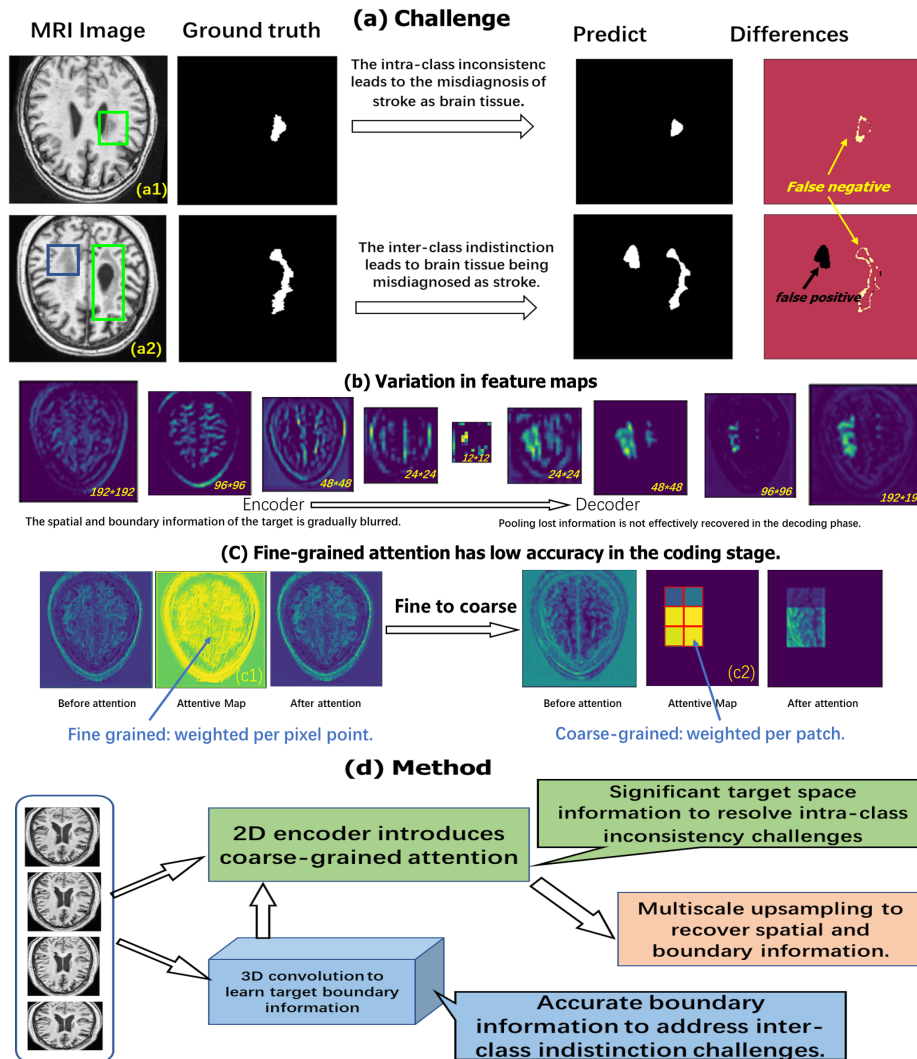 (a) Challenge
MRI Image
Ground truth
Predict
Differences
The intra-class inconsistenc
leads to the misdiagnosis of
stroke as brain tissue.
(a1)
False negative
The inter-class indistinction
leads to brain tissue being
misdiagnosed as stroke.
(a2)
false positive
(b) Variation in feature maps
192*192
96*96
48*48
24*24
12*12
24*24
48*48
96*96
192*19
Encoder
Decoder
The spatial and boundary information of the target is gradually blurred.
Pooling lost information is not effectively recovered in the decoding phase.
(C) Fine-grained attention has low accuracy in the coding stage.
Fine to coarse
(c1)
(c2)
Before attention
Attentive Map
After attention
Before attention
Attentive Map
After attention
Fine grained: weighted per pixel point.
Coarse-grained: weighted per patch.
(d) Method
2D encoder introduces
coarse-grained attention
Significant target space
information to resolve intra-class
inconsistency challenges
Multiscale upsampling to
recover spatial and
boundary information.
3D convolution to
learn target boundary
information
Accurate boundary
information to address inter-
class indistinction challenges.